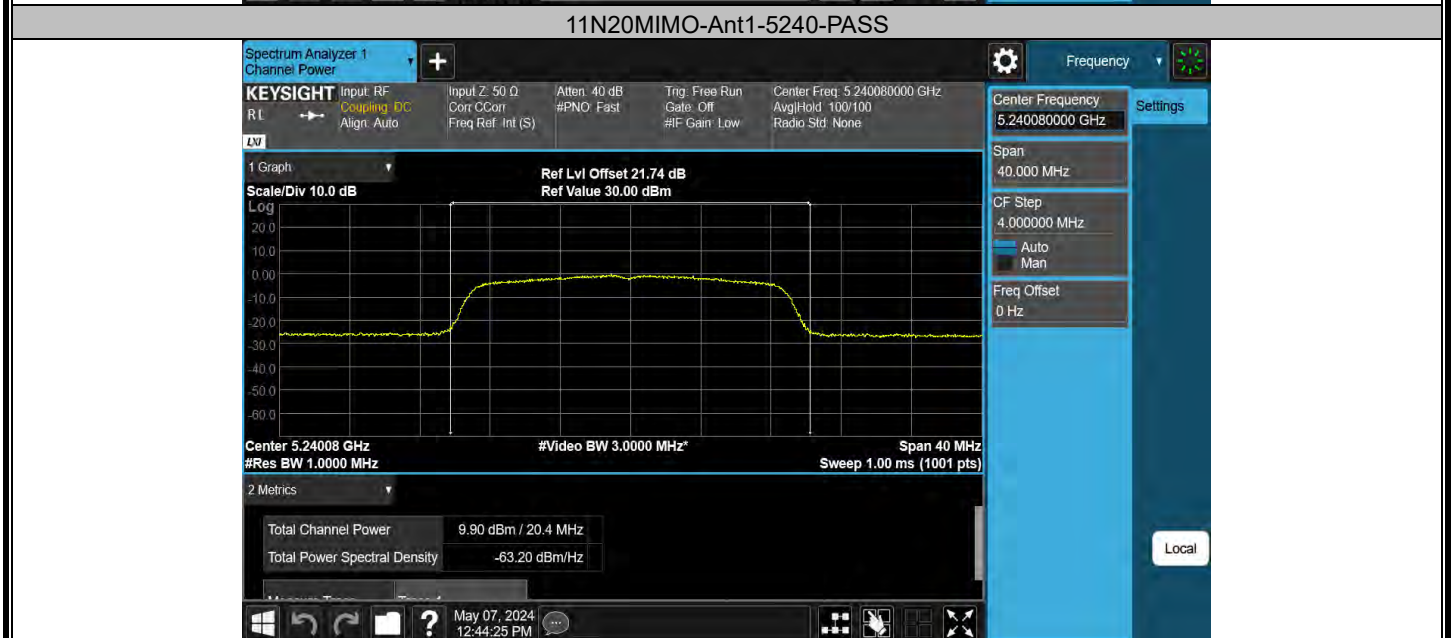 11N20MIMO-Ant1-5240-PASS
Spectrum Analyzer 1
Channel Power
+
Frequency
KEYSIGHT
RL
LXI
Input: RF
Coupling: DC
Align: Auto
Input Z: 50 Ω
Corr CCorr
Freq Ref: Int (S)
Atten: 40 dB
#PNO: Fast
Trig: Free Run
Gate: Off
#IF Gain: Low
Center Freq: 5.240080000 GHz
Avg|Hold: 100/100
Radio Std: None
Center Frequency
5.240080000 GHz
Settings
Span
40.000 MHz
CF Step
4.000000 MHz
Auto
Man
Freq Offset
0 Hz
1 Graph
Scale/Div 10.0 dB
Ref Lvl Offset 21.74 dB
Ref Value 30.00 dBm
Log
20.0
10.0
0.00
-10.0
-20.0
-30.0
-40.0
-50.0
-60.0
Center 5.24008 GHz
#Video BW 3.0000 MHz*
Span 40 MHz
#Res BW 1.0000 MHz
Sweep 1.00 ms (1001 pts)
2 Metrics
Total Channel Power 9.90 dBm / 20.4 MHz
Total Power Spectral Density -63.20 dBm/Hz
Local
?
May 07, 2024
12:44:25 PM